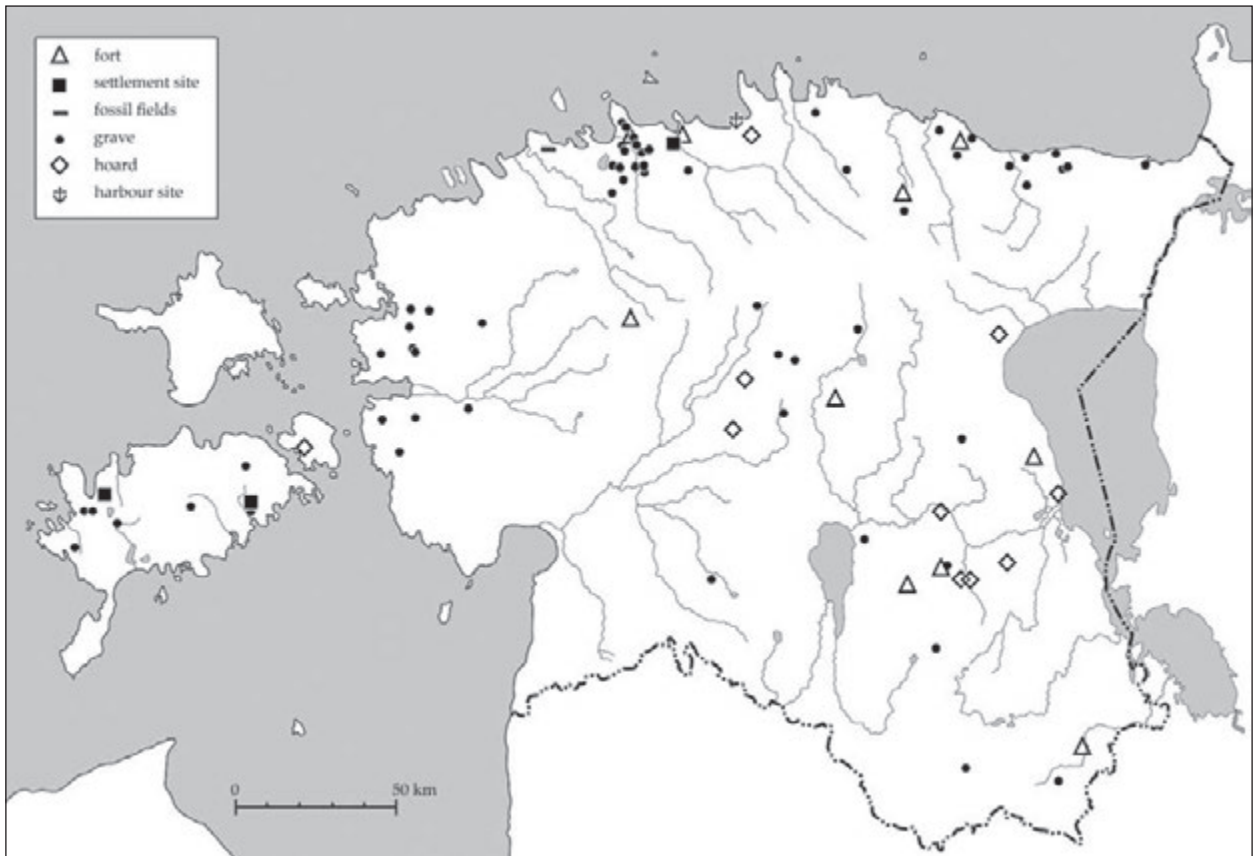 fort
settlement site
fossil fields
grave
hoard
harbour site
0 50 km